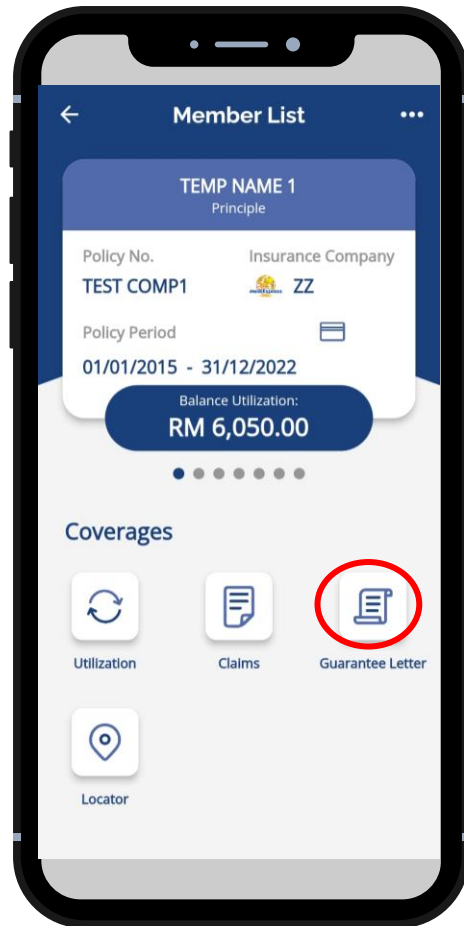 Member List
TEMP NAME 1
Principle
Policy No. Insurance Company
TEST COMP1 ZZ
Policy Period
01/01/2015 - 31/12/2022
Balance Utilization:
RM 6,050.00
Coverages
Utilization Claims Guarantee Letter
Locator